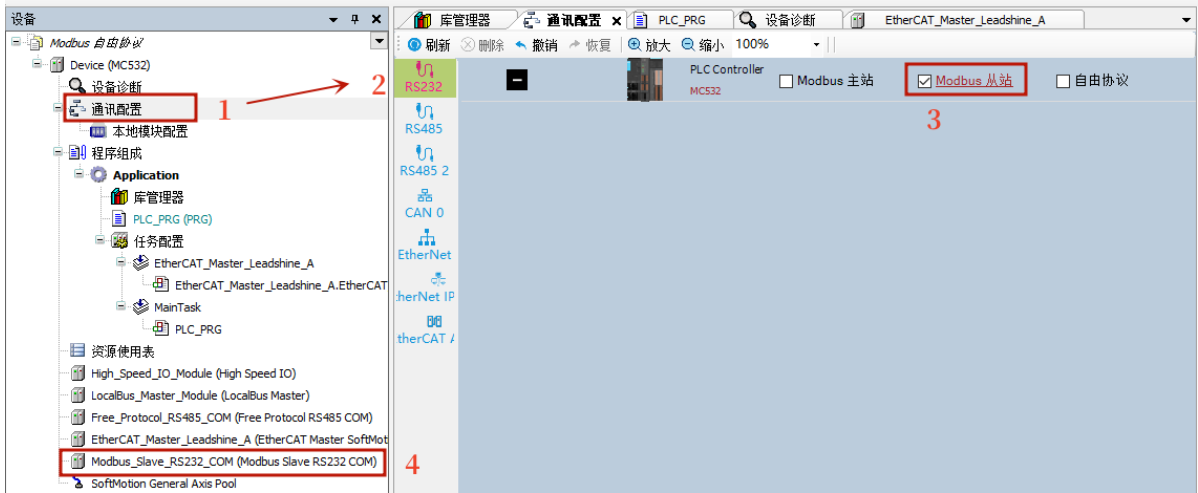 设备
Modbus 自由协议
Device (MC532)
设备诊断
通讯配置
本地模块配置
程序组成
Application
库管理器
PLC_PRG (PRG)
任务配置
EtherCAT_Master_Leadshine_A
EtherCAT_Master_Leadshine_A.EtherCAT
MainTask
PLC_PRG
资源使用表
High_Speed_IO_Module (High Speed IO)
LocalBus_Master_Module (LocalBus Master)
Free_Protocol_RS485_COM (Free Protocol RS485 COM)
EtherCAT_Master_Leadshine_A (EtherCAT Master SoftMot
Modbus_Slave_RS232_COM (Modbus Slave RS232 COM)
SoftMotion General Axis Pool
1
2
库管理器 通讯配置 PLC_PRG 设备诊断 EtherCAT_Master_Leadshine_A
刷新 删除 撤销 恢复 放大 缩小 100%
RS232
RS485
RS485 2
CAN 0
EtherNet
herNet IP
therCAT A
PLC Controller
MC532
Modbus 主站 Modbus 从站 自由协议
3
4